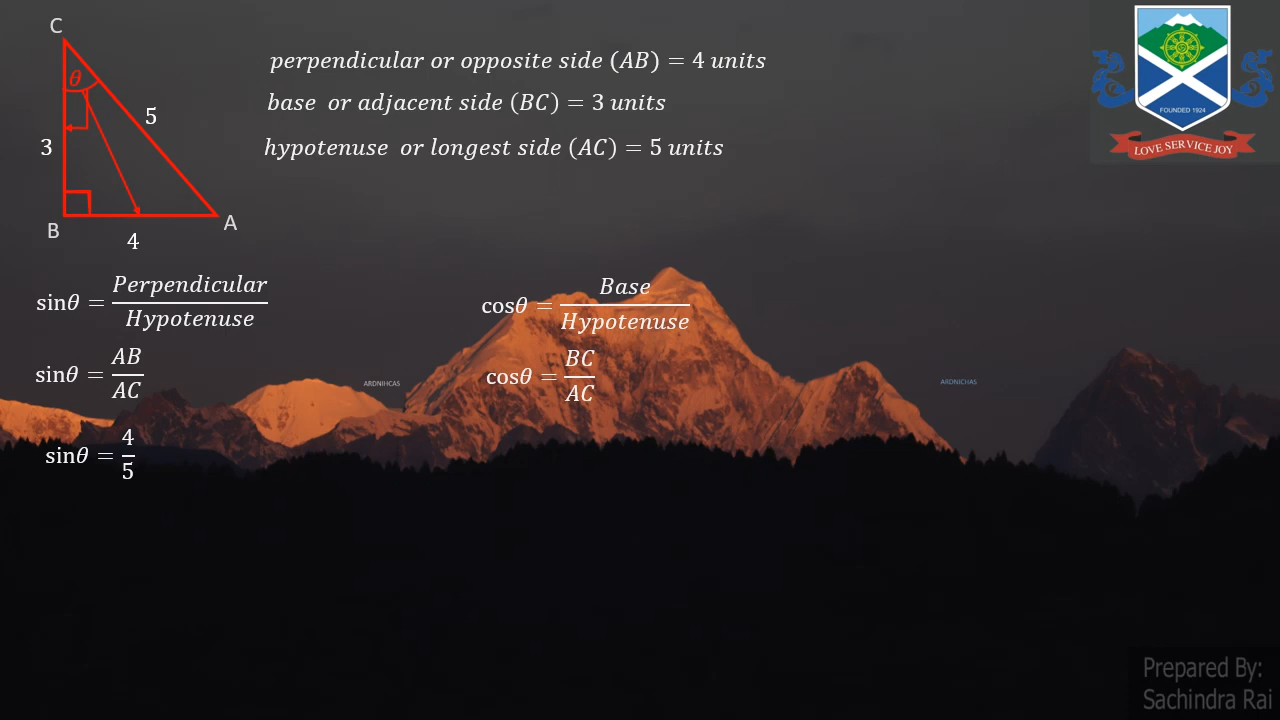 C
θ
5
3
B
A
4
perpendicular or opposite side (AB) = 4 units
base or adjacent side (BC) = 3 units
hypotenuse or longest side (AC) = 5 units
FOUNDED 1924
LOVE SERVICE JOY
sinθ = Perpendicular / Hypotenuse
sinθ = AB / AC
sinθ = 4 / 5
cosθ = Base / Hypotenuse
cosθ = BC / AC
ARDNIHCAS
ARDNICHAS
Prepared By:
Sachindra Rai